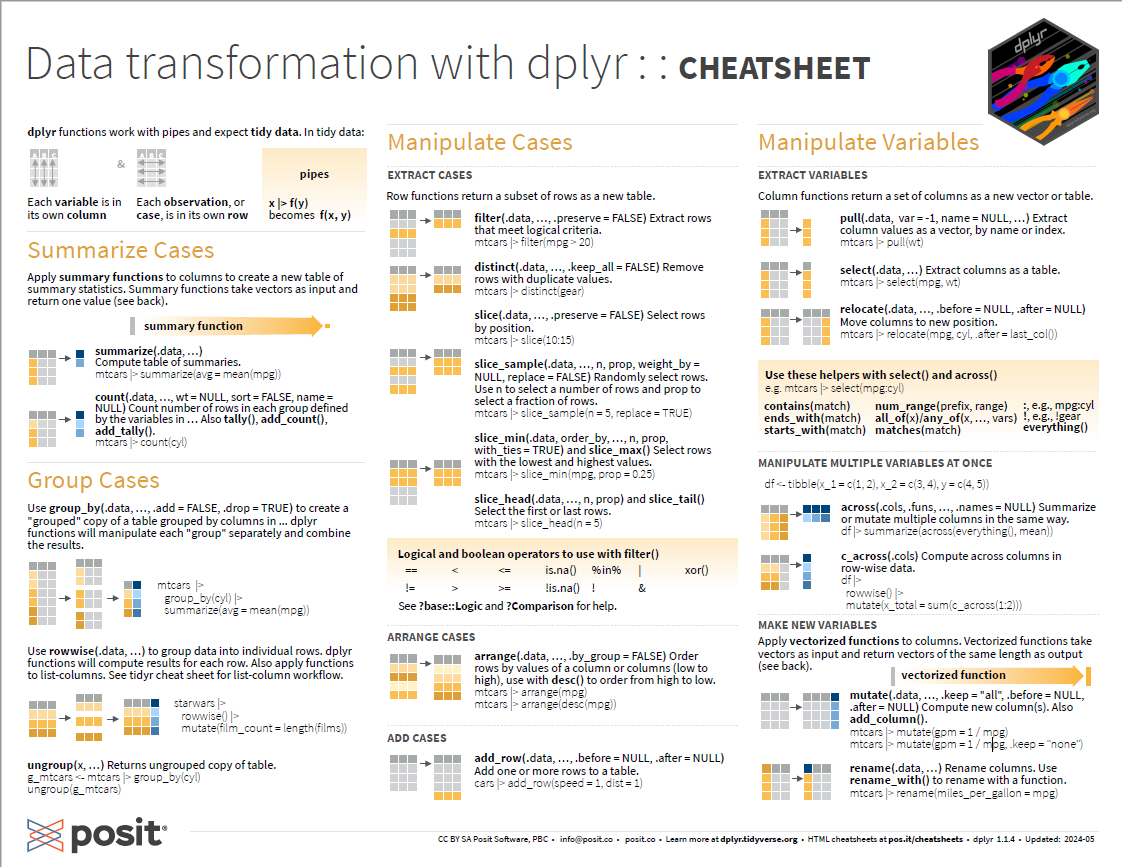 Data transformation with dplyr : : CHEATSHEET
dplyr
dplyr functions work with pipes and expect tidy data. In tidy data:
A B C
&
A B C
pipes
Each variable is in
its own column
Each observation, or
case, is in its own row
x |> f(y)
becomes f(x, y)
Summarize Cases
Apply summary functions to columns to create a new table of
summary statistics. Summary functions take vectors as input and
return one value (see back).
summary function
summarize(.data, …)
Compute table of summaries.
mtcars |> summarize(avg = mean(mpg))
count(.data, …, wt = NULL, sort = FALSE, name =
NULL) Count number of rows in each group defined
by the variables in … Also tally(), add_count(),
add_tally().
mtcars |> count(cyl)
Group Cases
Use group_by(.data, …, .add = FALSE, .drop = TRUE) to create a
"grouped" copy of a table grouped by columns in ... dplyr
functions will manipulate each "group" separately and combine
the results.
mtcars |>
group_by(cyl) |>
summarize(avg = mean(mpg))
Use rowwise(.data, …) to group data into individual rows. dplyr
functions will compute results for each row. Also apply functions
to list-columns. See tidyr cheat sheet for list-column workflow.
starwars |>
rowwise() |>
mutate(film_count = length(films))
ungroup(x, …) Returns ungrouped copy of table.
g_mtcars <- mtcars |> group_by(cyl)
ungroup(g_mtcars)
Manipulate Cases
EXTRACT CASES
Row functions return a subset of rows as a new table.
filter(.data, …, .preserve = FALSE) Extract rows
that meet logical criteria.
mtcars |> filter(mpg > 20)
distinct(.data, …, .keep_all = FALSE) Remove
rows with duplicate values.
mtcars |> distinct(gear)
slice(.data, …, .preserve = FALSE) Select rows
by position.
mtcars |> slice(10:15)
slice_sample(.data, …, n, prop, weight_by =
NULL, replace = FALSE) Randomly select rows.
Use n to select a number of rows and prop to
select a fraction of rows.
mtcars |> slice_sample(n = 5, replace = TRUE)
slice_min(.data, order_by, …, n, prop,
with_ties = TRUE) and slice_max() Select rows
with the lowest and highest values.
mtcars |> slice_min(mpg, prop = 0.25)
slice_head(.data, …, n, prop) and slice_tail()
Select the first or last rows.
mtcars |> slice_head(n = 5)
Logical and boolean operators to use with filter()
== < <= is.na() %in% | xor()
!= > >= !is.na() ! &
See ?base::Logic and ?Comparison for help.
ARRANGE CASES
arrange(.data, …, .by_group = FALSE) Order
rows by values of a column or columns (low to
high), use with desc() to order from high to low.
mtcars |> arrange(mpg)
mtcars |> arrange(desc(mpg))
ADD CASES
add_row(.data, …, .before = NULL, .after = NULL)
Add one or more rows to a table.
cars |> add_row(speed = 1, dist = 1)
Manipulate Variables
EXTRACT VARIABLES
Column functions return a set of columns as a new vector or table.
pull(.data, var = -1, name = NULL, …) Extract
column values as a vector, by name or index.
mtcars |> pull(wt)
select(.data, …) Extract columns as a table.
mtcars |> select(mpg, wt)
relocate(.data, …, .before = NULL, .after = NULL)
Move columns to new position.
mtcars |> relocate(mpg, cyl, .after = last_col())
Use these helpers with select() and across()
e.g. mtcars |> select(mpg:cyl)
contains(match) num_range(prefix, range) :, e.g., mpg:cyl
ends_with(match) all_of(x)/any_of(x, …, vars) !, e.g., !gear
starts_with(match) matches(match) everything()
MANIPULATE MULTIPLE VARIABLES AT ONCE
df <- tibble(x_1 = c(1, 2), x_2 = c(3, 4), y = c(4, 5))
across(.cols, .funs, …, .names = NULL) Summarize
or mutate multiple columns in the same way.
df |> summarize(across(everything(), mean))
c_across(.cols) Compute across columns in
row-wise data.
df |>
rowwise() |>
mutate(x_total = sum(c_across(1:2)))
MAKE NEW VARIABLES
Apply vectorized functions to columns. Vectorized functions take
vectors as input and return vectors of the same length as output
(see back).
vectorized function
mutate(.data, …, .keep = "all", .before = NULL,
.after = NULL) Compute new column(s). Also
add_column().
mtcars |> mutate(gpm = 1 / mpg)
mtcars |> mutate(gpm = 1 / mpg, .keep = "none")
rename(.data, …) Rename columns. Use
rename_with() to rename with a function.
mtcars |> rename(miles_per_gallon = mpg)
posit®
CC BY SA Posit Software, PBC • info@posit.co • posit.co • Learn more at dplyr.tidyverse.org • HTML cheatsheets at pos.it/cheatsheets • dplyr 1.1.4 • Updated: 2024-05